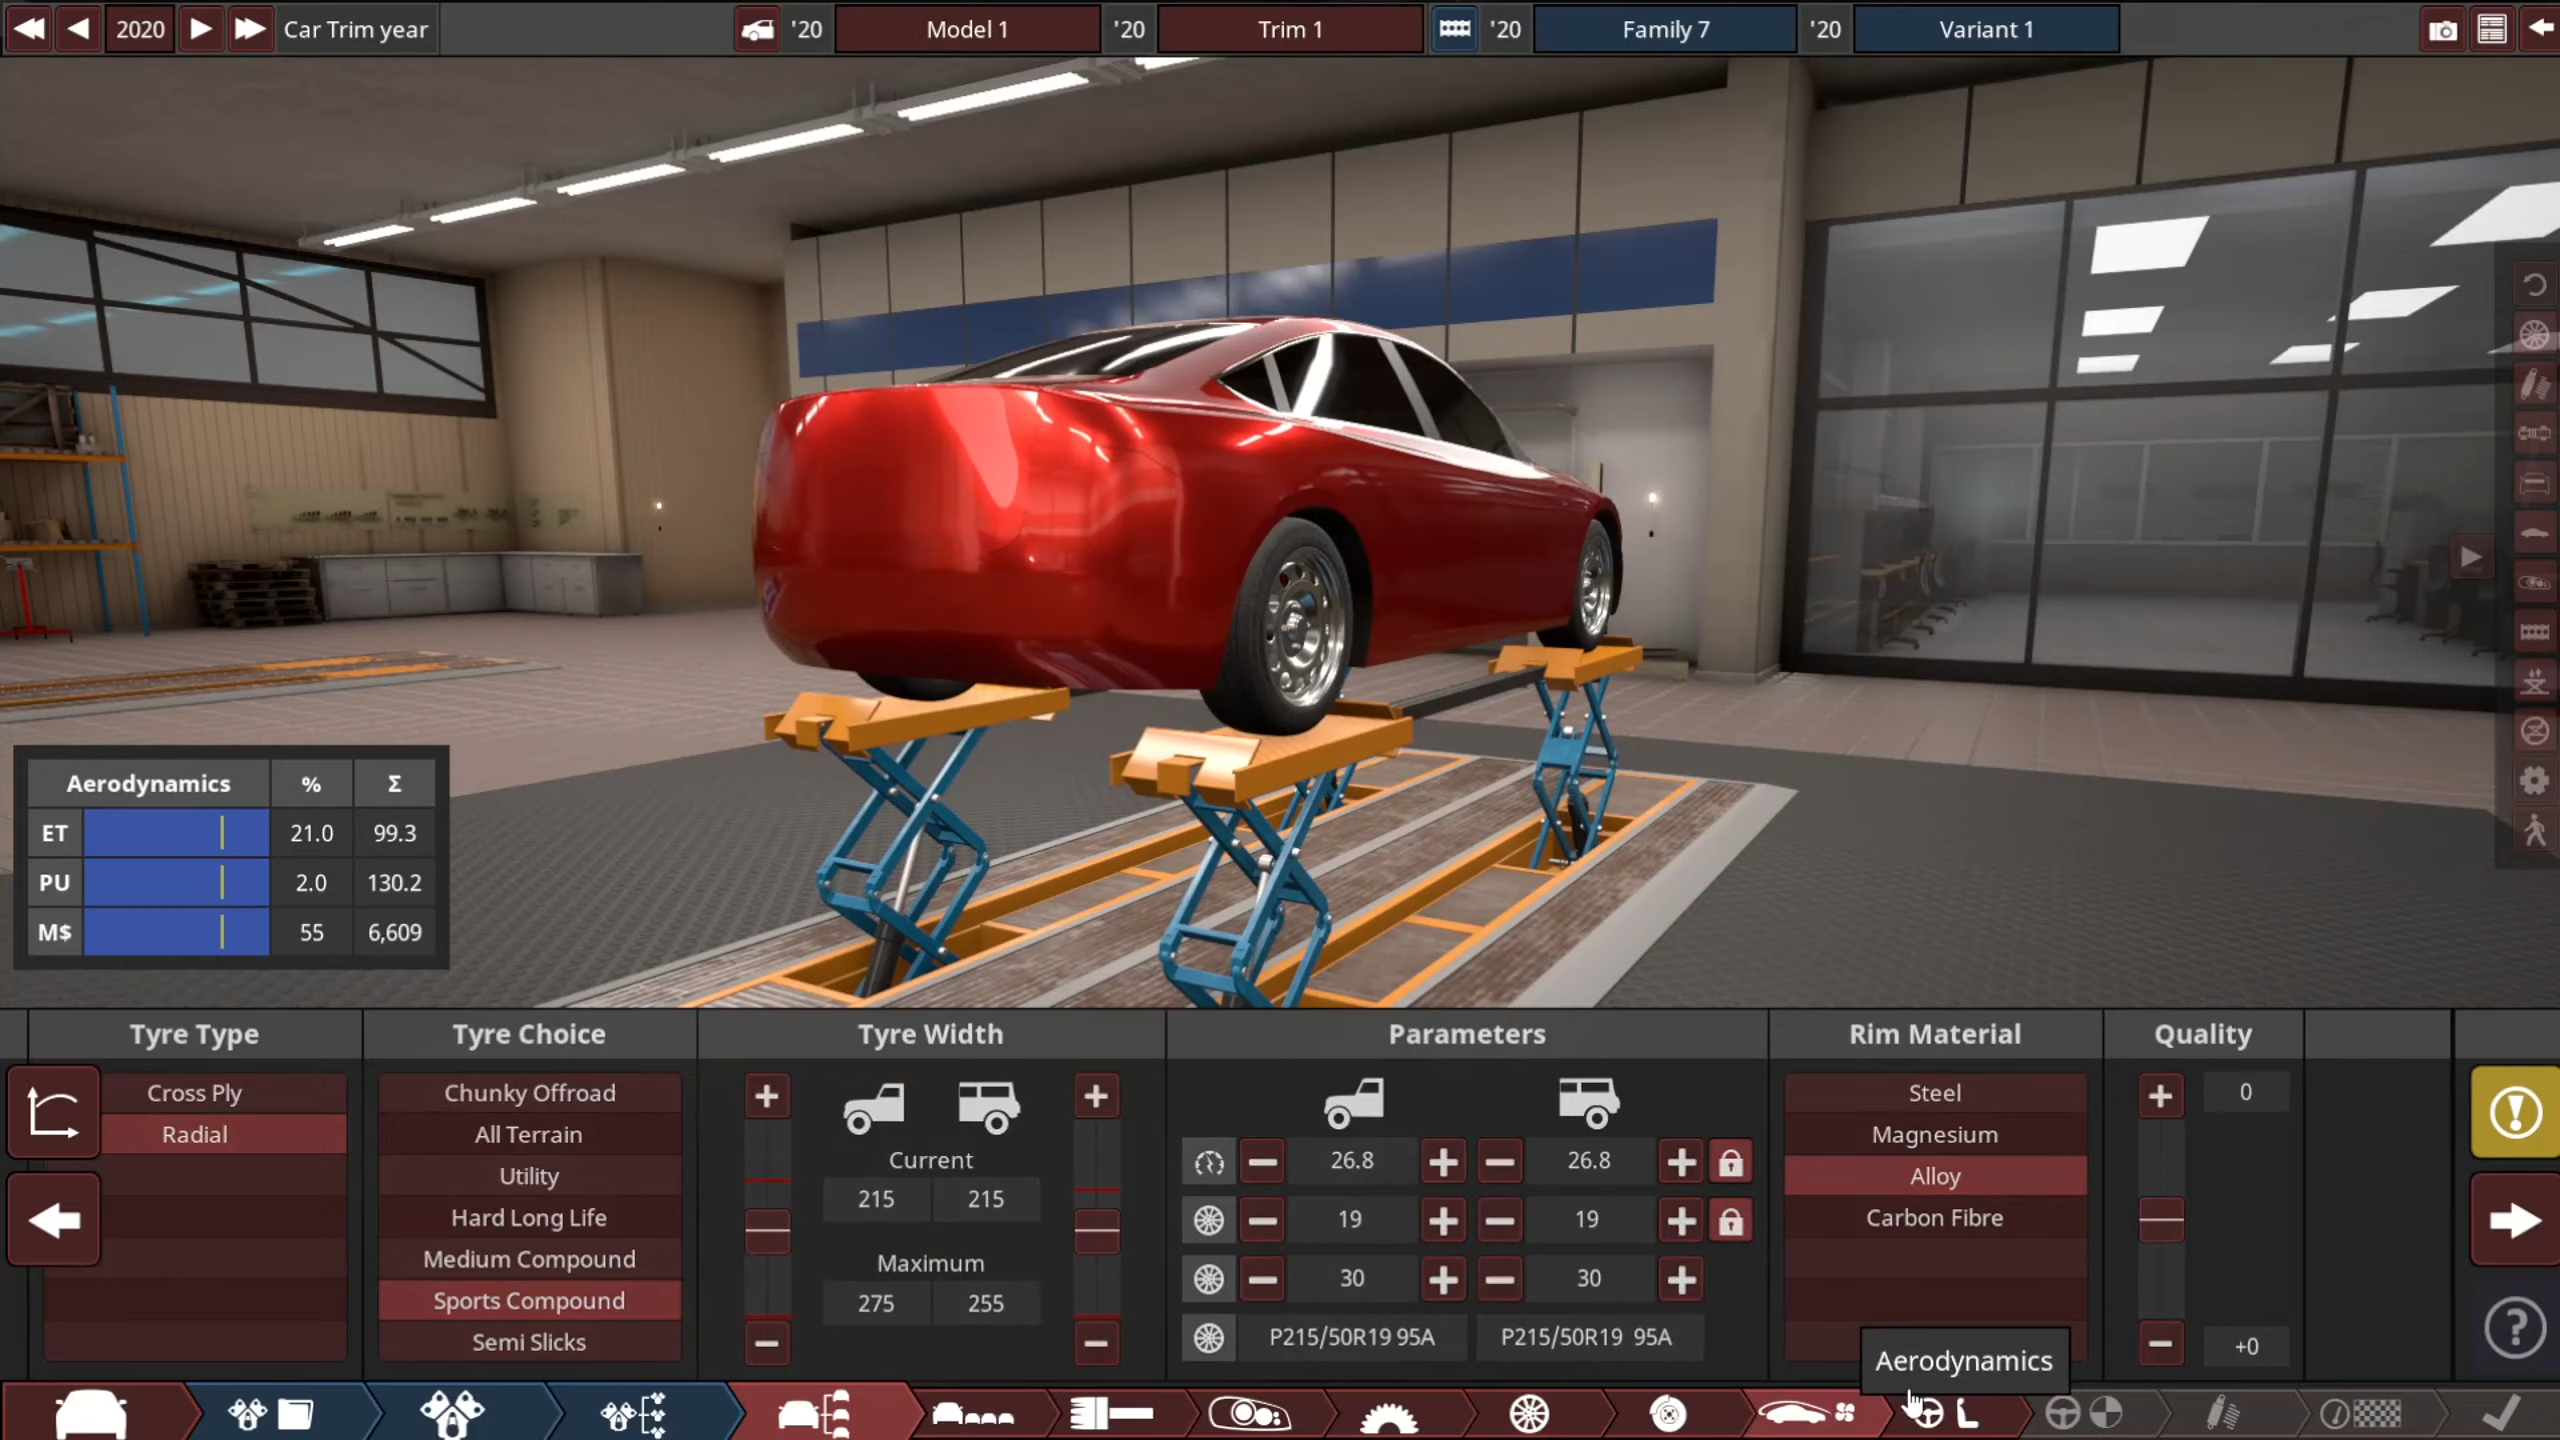 2020 Car Trim year '20 Model 1 '20 Trim 1 '20 Family 7 '20 Variant 1
Aerodynamics % Σ
ET 21.0 99.3
PU 2.0 130.2
M$ 55 6,609
Tyre Type
Cross Ply
Radial
Tyre Choice
Chunky Offroad
All Terrain
Utility
Hard Long Life
Medium Compound
Sports Compound
Semi Slicks
Tyre Width
Current
215 215
Maximum
275 255
Parameters
26.8 26.8
19 19
30 30
P215/50R19 95A P215/50R19 95A
Rim Material
Steel
Magnesium
Alloy
Carbon Fibre
Quality
0
+0
Aerodynamics